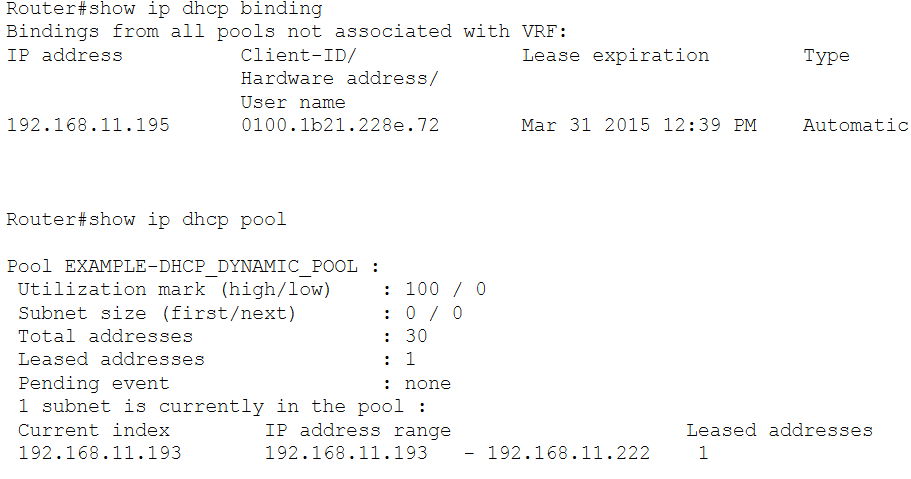 Router#show ip dhcp binding
Bindings from all pools not associated with VRF:
IP address          Client-ID/              Lease expiration        Type
                    Hardware address/
                    User name
192.168.11.195      0100.1b21.228e.72       Mar 31 2015 12:39 PM    Automatic
Router#show ip dhcp pool
Pool EXAMPLE-DHCP_DYNAMIC_POOL :
 Utilization mark (high/low)    : 100 / 0
 Subnet size (first/next)       : 0 / 0
 Total addresses                : 30
 Leased addresses               : 1
 Pending event                  : none
 1 subnet is currently in the pool :
 Current index        IP address range                    Leased addresses
 192.168.11.193       192.168.11.193   - 192.168.11.222    1